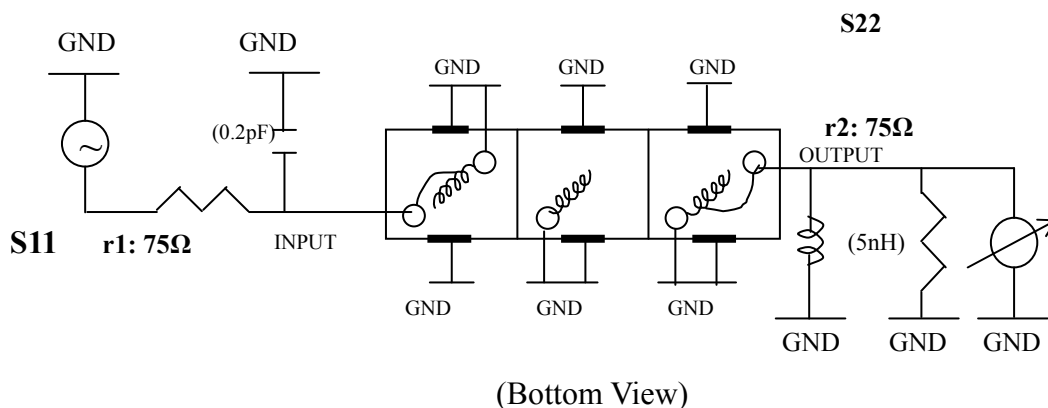 S22
GND
GND
GND
GND
GND
(0.2pF)
r2: 75Ω
OUTPUT
~
S11
r1: 75Ω
INPUT
(5nH)
GND
GND
GND
GND
GND
GND
(Bottom View)